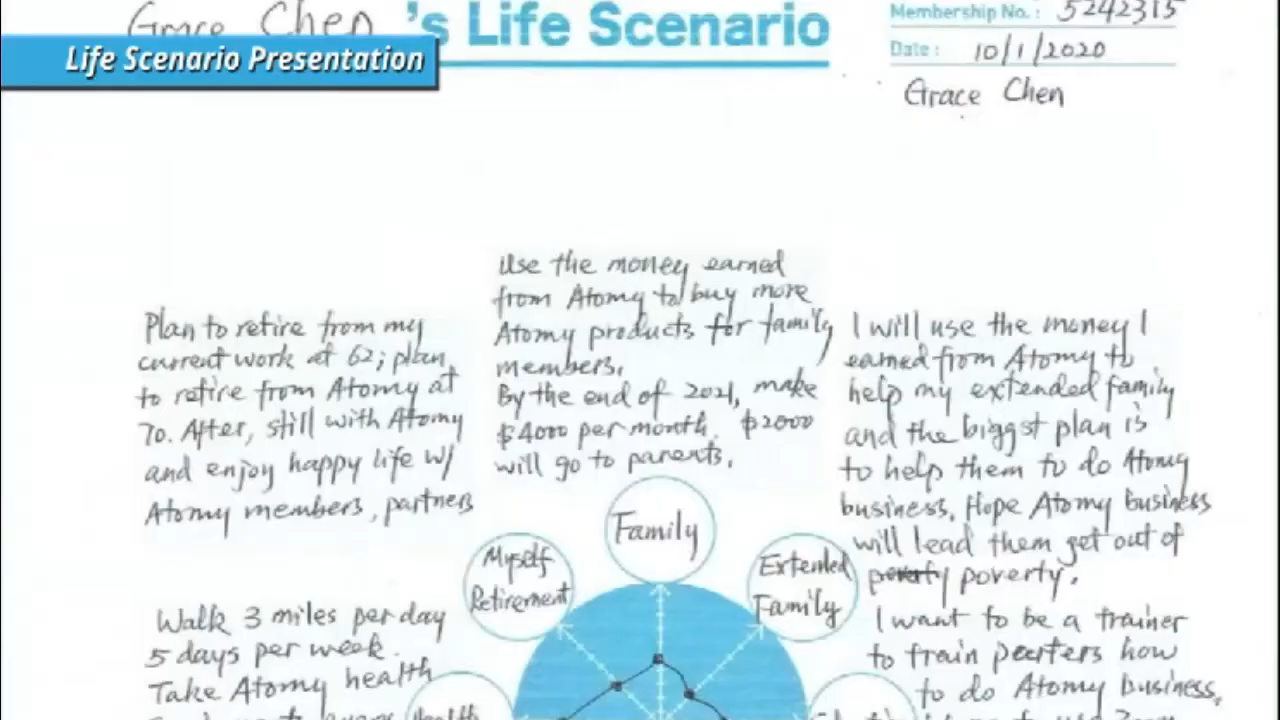 Grace Chen 's Life Scenario
Life Scenario Presentation
Membership No. : 5242315
Date : 10/1/2020
Grace Chen
Use the money earned
from Atomy to buy more
Atomy products for family
members.
By the end of 2021, make
$4000 per month. $2000
will go to parents.
Plan to retire from my
current work at 62; plan
to retire from Atomy at
70. After, still with Atomy
and enjoy happy life w/
Atomy members, partners
I will use the money I
earned from Atomy to
help my extended family
and the biggst plan is
to help them to do Atomy
business. Hope Atomy business
will lead them get out of
poverty.
Family
Myself
Retirement
Extended
Family
Walk 3 miles per day
5 days per week.
Take Atomy health
Health
I want to be a trainer
to train parters how
to do Atomy business,